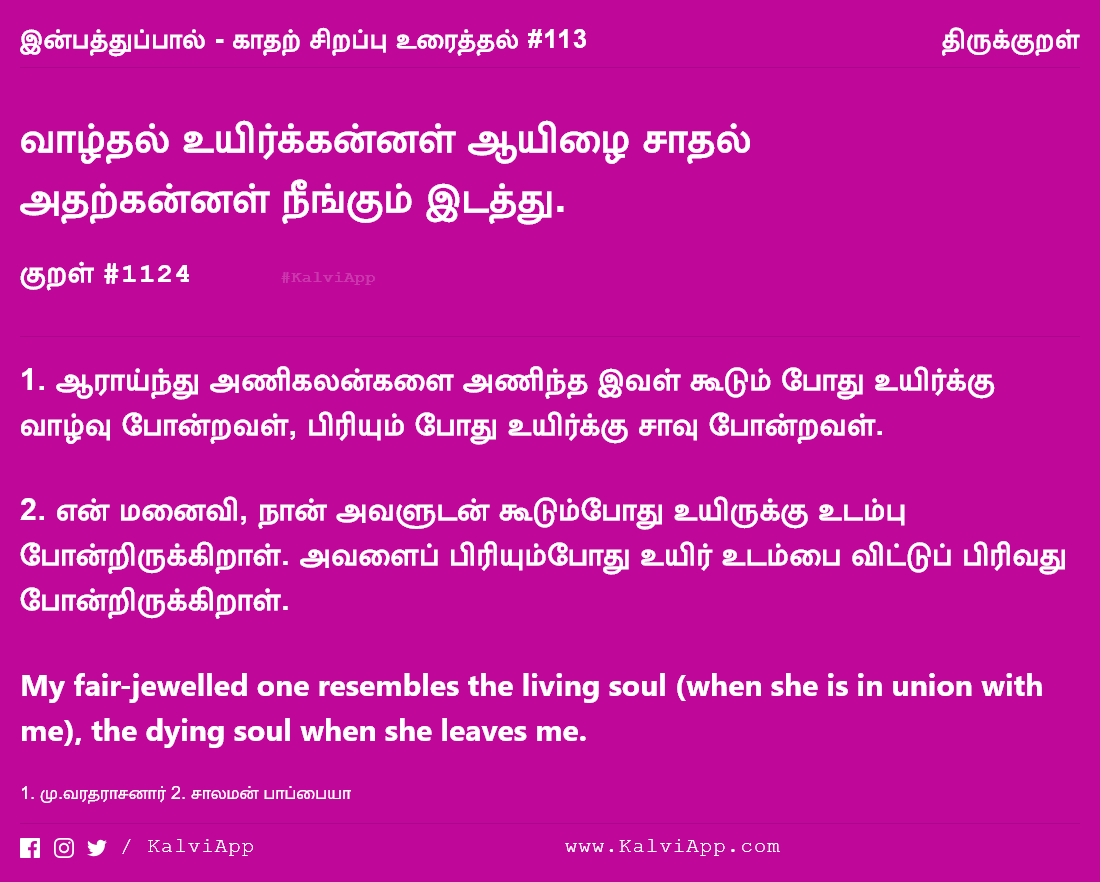 இன்பத்துப்பால் - காதற் சிறப்பு உரைத்தல் #113
திருக்குறள்
வாழ்தல் உயிர்க்கன்னள் ஆயிழை சாதல்
அதற்கன்னள் நீங்கும் இடத்து.
குறள் #1124
#KalviApp
1. ஆராய்ந்து அணிகலன்களை அணிந்த இவள் கூடும் போது உயிர்க்கு
வாழ்வு போன்றவள், பிரியும் போது உயிர்க்கு சாவு போன்றவள்.
2. என் மனைவி, நான் அவளுடன் கூடும்போது உயிருக்கு உடம்பு
போன்றிருக்கிறாள். அவளைப் பிரியும்போது உயிர் உடம்பை விட்டுப் பிரிவது
போன்றிருக்கிறாள்.
My fair-jewelled one resembles the living soul (when she is in union with
me), the dying soul when she leaves me.
1. மு.வரதராசனார் 2. சாலமன் பாப்பையா
/ KalviApp
www.KalviApp.com